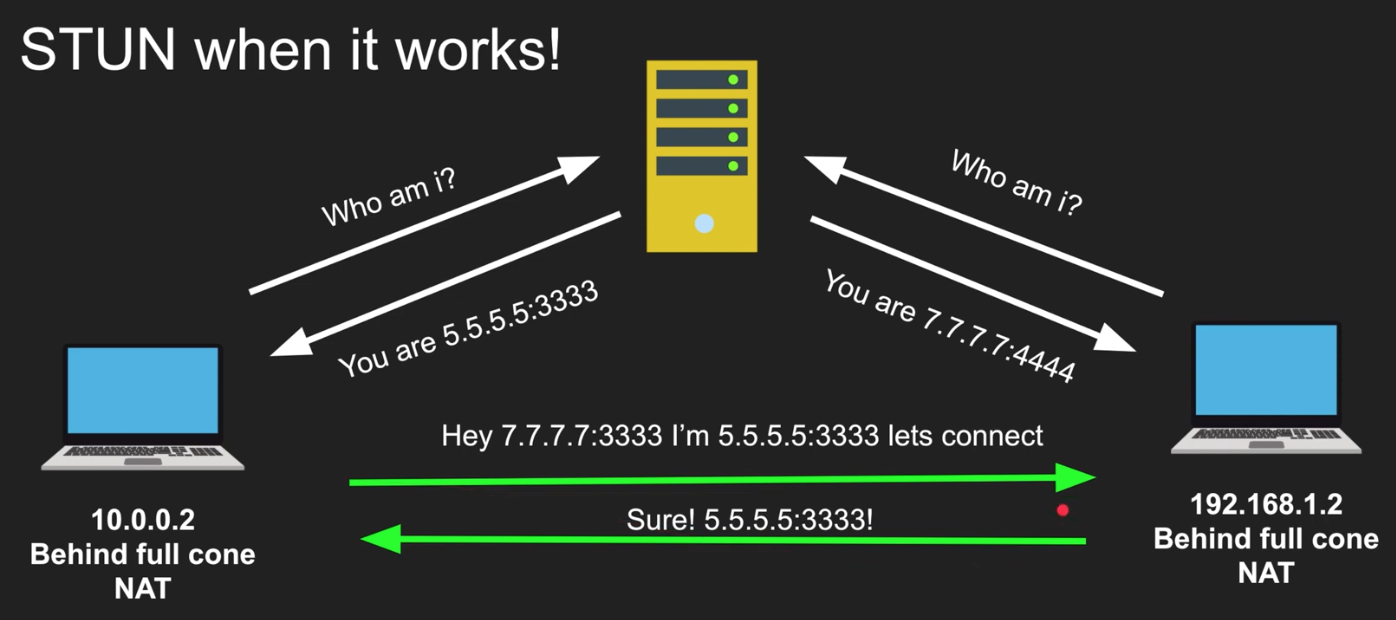 STUN when it works!
Who am i?
You are 5.5.5.5:3333
Who am i?
You are 7.7.7.7:4444
Hey 7.7.7.7:3333 I'm 5.5.5.5:3333 lets connect
Sure! 5.5.5.5:3333!
10.0.0.2
Behind full cone
NAT
192.168.1.2
Behind full cone
NAT